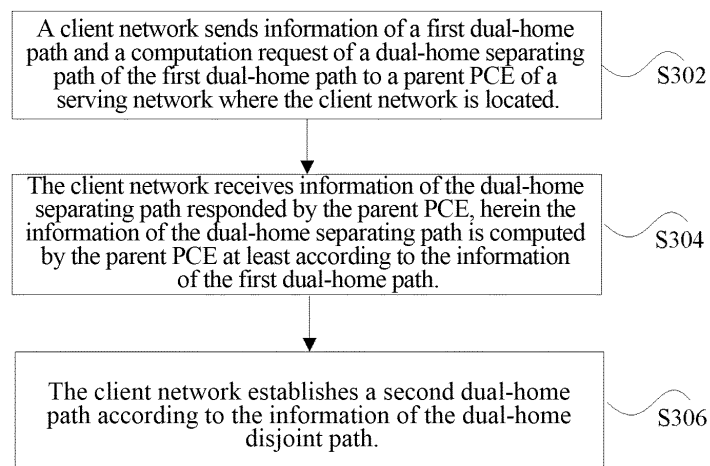 A client network sends information of a first dual-home
path and a computation request of a dual-home separating
path of the first dual-home path to a parent PCE of a
serving network where the client network is located.
S302
The client network receives information of the dual-home
separating path responded by the parent PCE, herein the
information of the dual-home separating path is computed
by the parent PCE at least according to the information
of the first dual-home path.
S304
The client network establishes a second dual-home
path according to the information of the dual-home
disjoint path.
S306